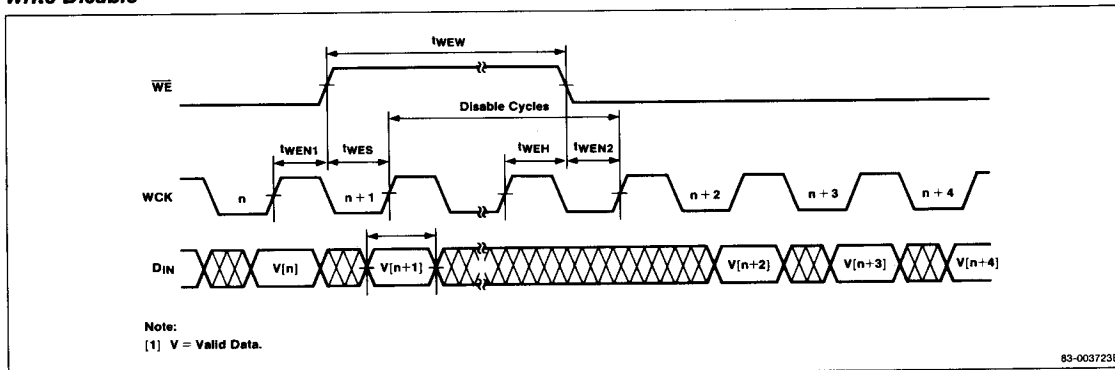 Write Disable
tWEW
WE
Disable Cycles
tWEN1 tWES tWEH tWEN2
WCK n n + 1 n + 2 n + 3 n + 4
DIN V[n] V[n+1] V[n+2] V[n+3] V[n+4]
Note:
[1] V = Valid Data.
83-003723B